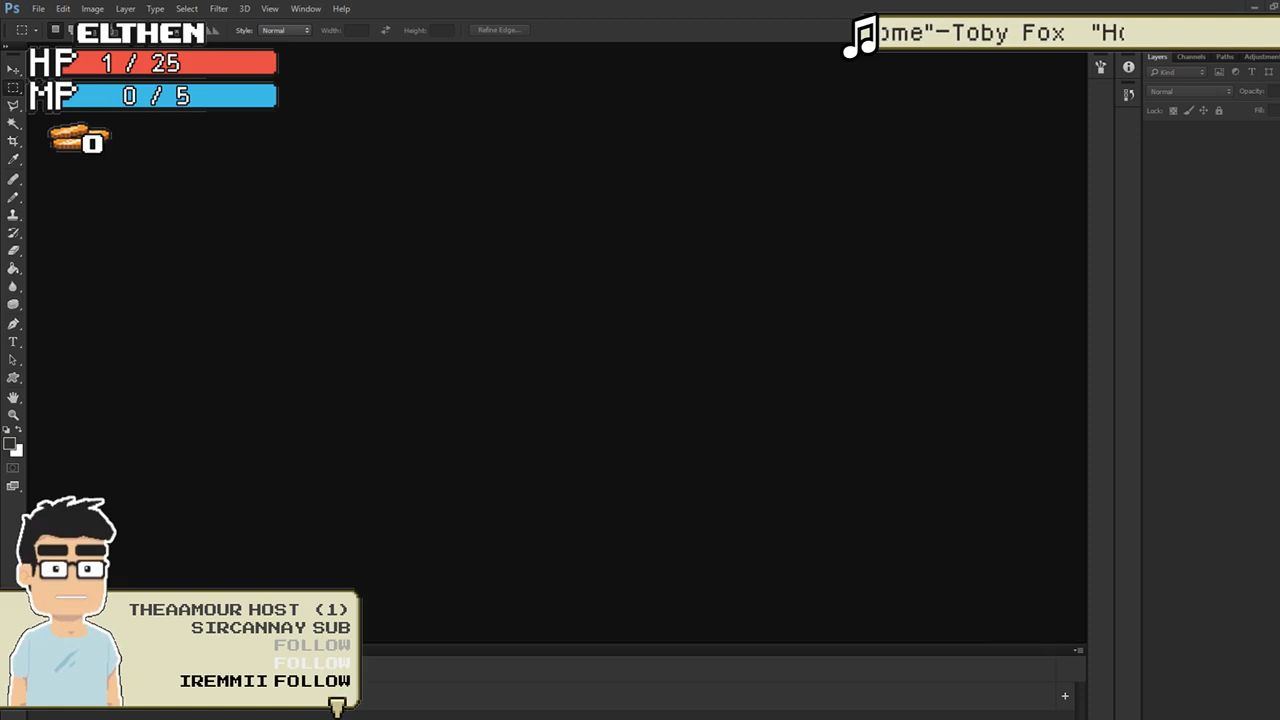 Ps File Edit Image Layer Type Select Filter 3D View Window Help
ELTHEN
Style: Normal Width: Height: Refine Edge...
ome"—Toby Fox "Ho
HP 1 / 25
MP 0 / 5
0
Layers Channels Paths Adjustmen
Kind
Normal Opacity:
Lock: Fill:
THEAAMOUR HOST (1)
SIRCANNAY SUB
FOLLOW
FOLLOW
IREMMII FOLLOW